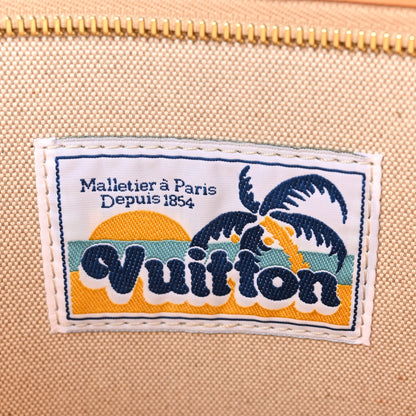 Malletier à Paris
Depuis 1854
Vuitton